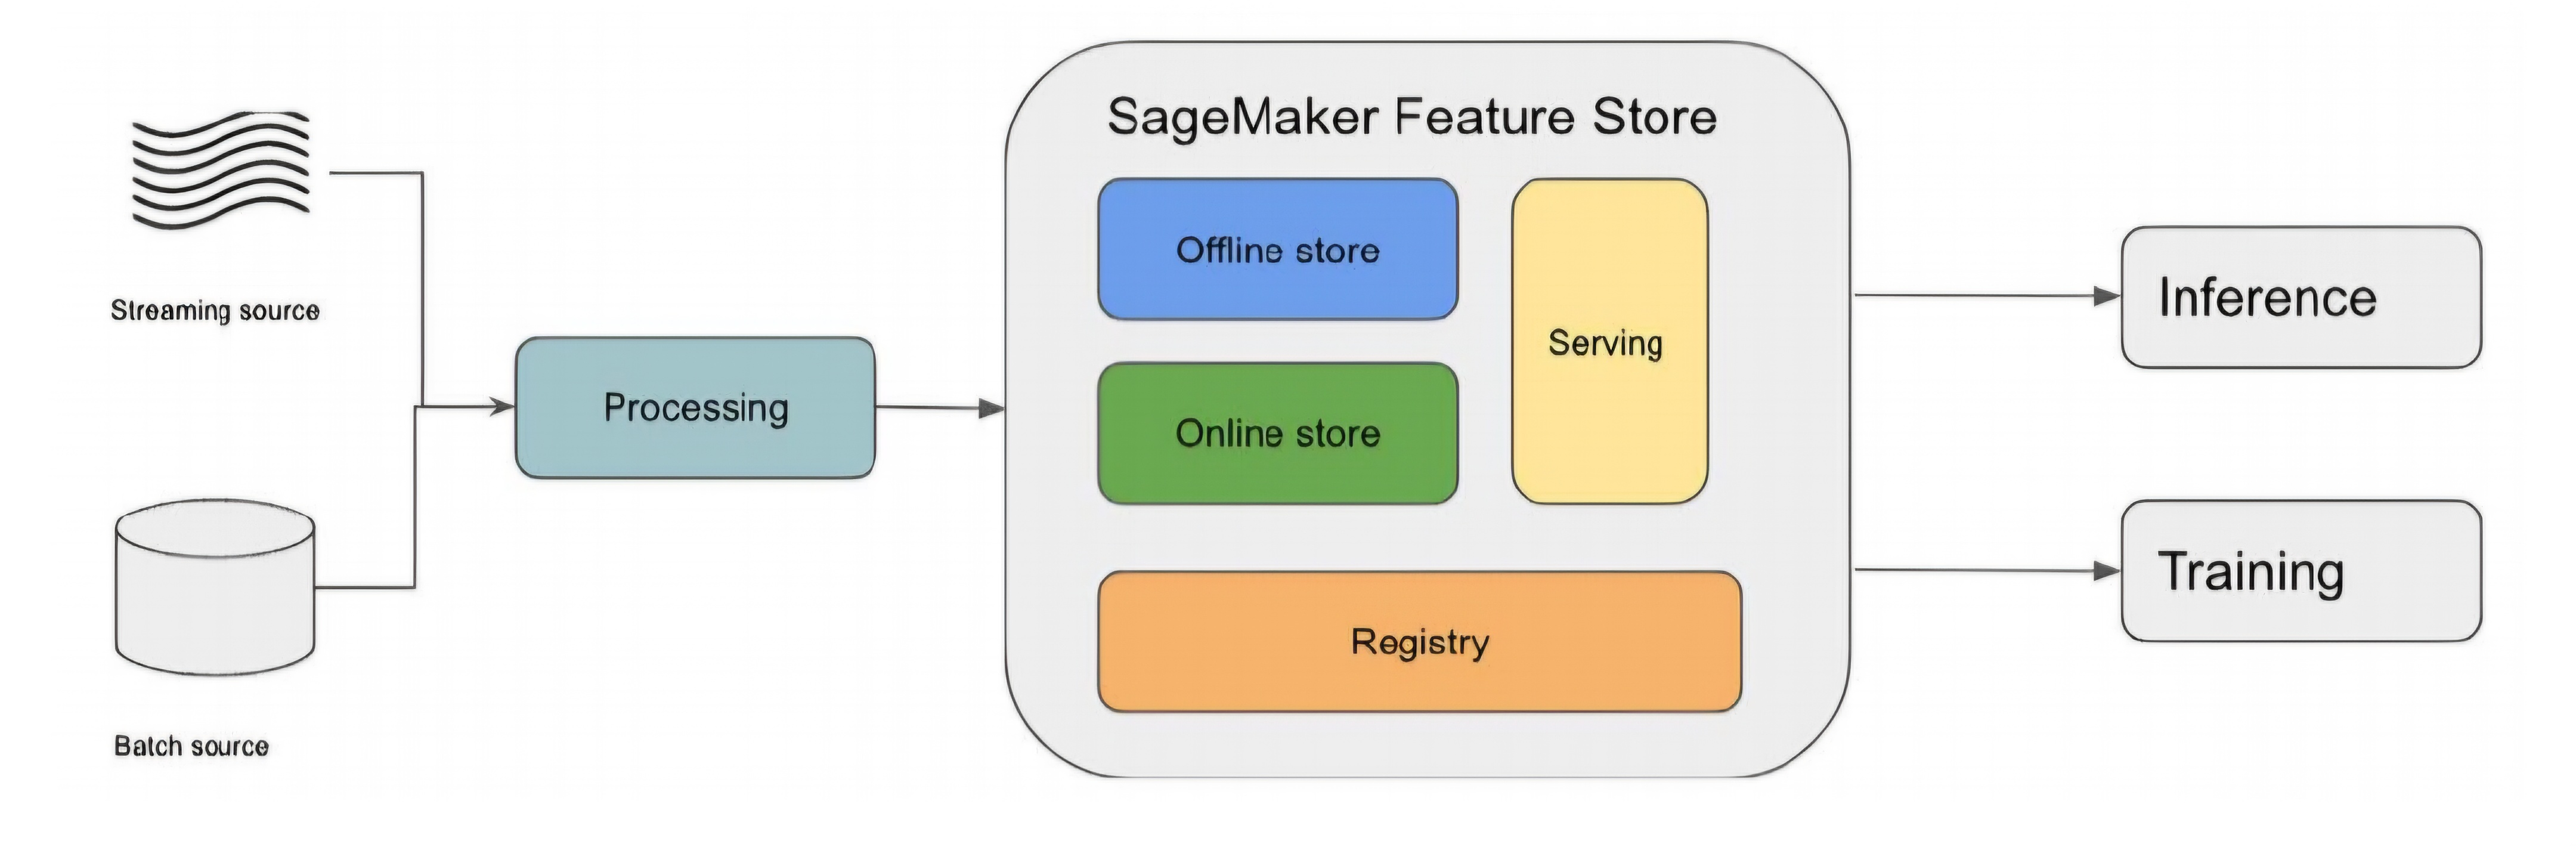 Streaming source
Batch source
Processing
SageMaker Feature Store
Offline store
Online store
Serving
Registry
Inference
Training